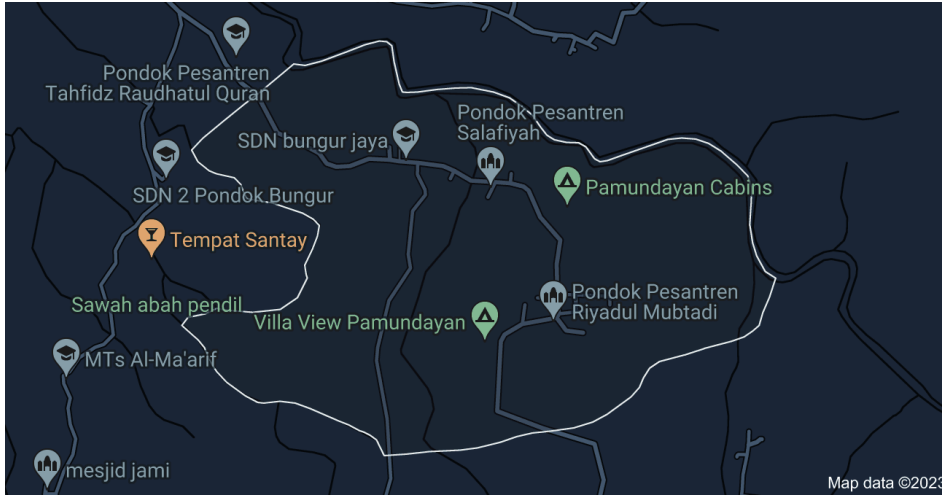 Pondok Pesantren
Tahfidz Raudhatul Quran
Pondok Pesantren
Salafiyah
SDN bungur jaya
SDN 2 Pondok Bungur
Pamundayan Cabins
Tempat Santay
Sawah abah pendil
Pondok Pesantren
Riyadul Mubtadi
Villa View Pamundayan
MTs Al-Ma'arif
mesjid jami
Map data ©2023